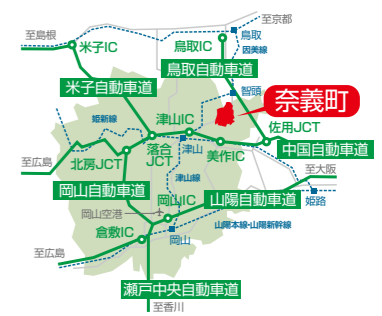 至京都
至島根
米子IC
鳥取IC
鳥取
因美線
鳥取自動車道
米子自動車道
智頭
奈義町
姫新線
津山IC
佐用JCT
落合
JCT
津山
美作IC
中国自動車道
至広島
北房JCT
至大阪
津山線
岡山自動車道
岡山IC
山陽自動車道
姫路
岡山空港
倉敷IC
山陽本線・山陽新幹線
岡山
至広島
瀬戸中央自動車道
至香川